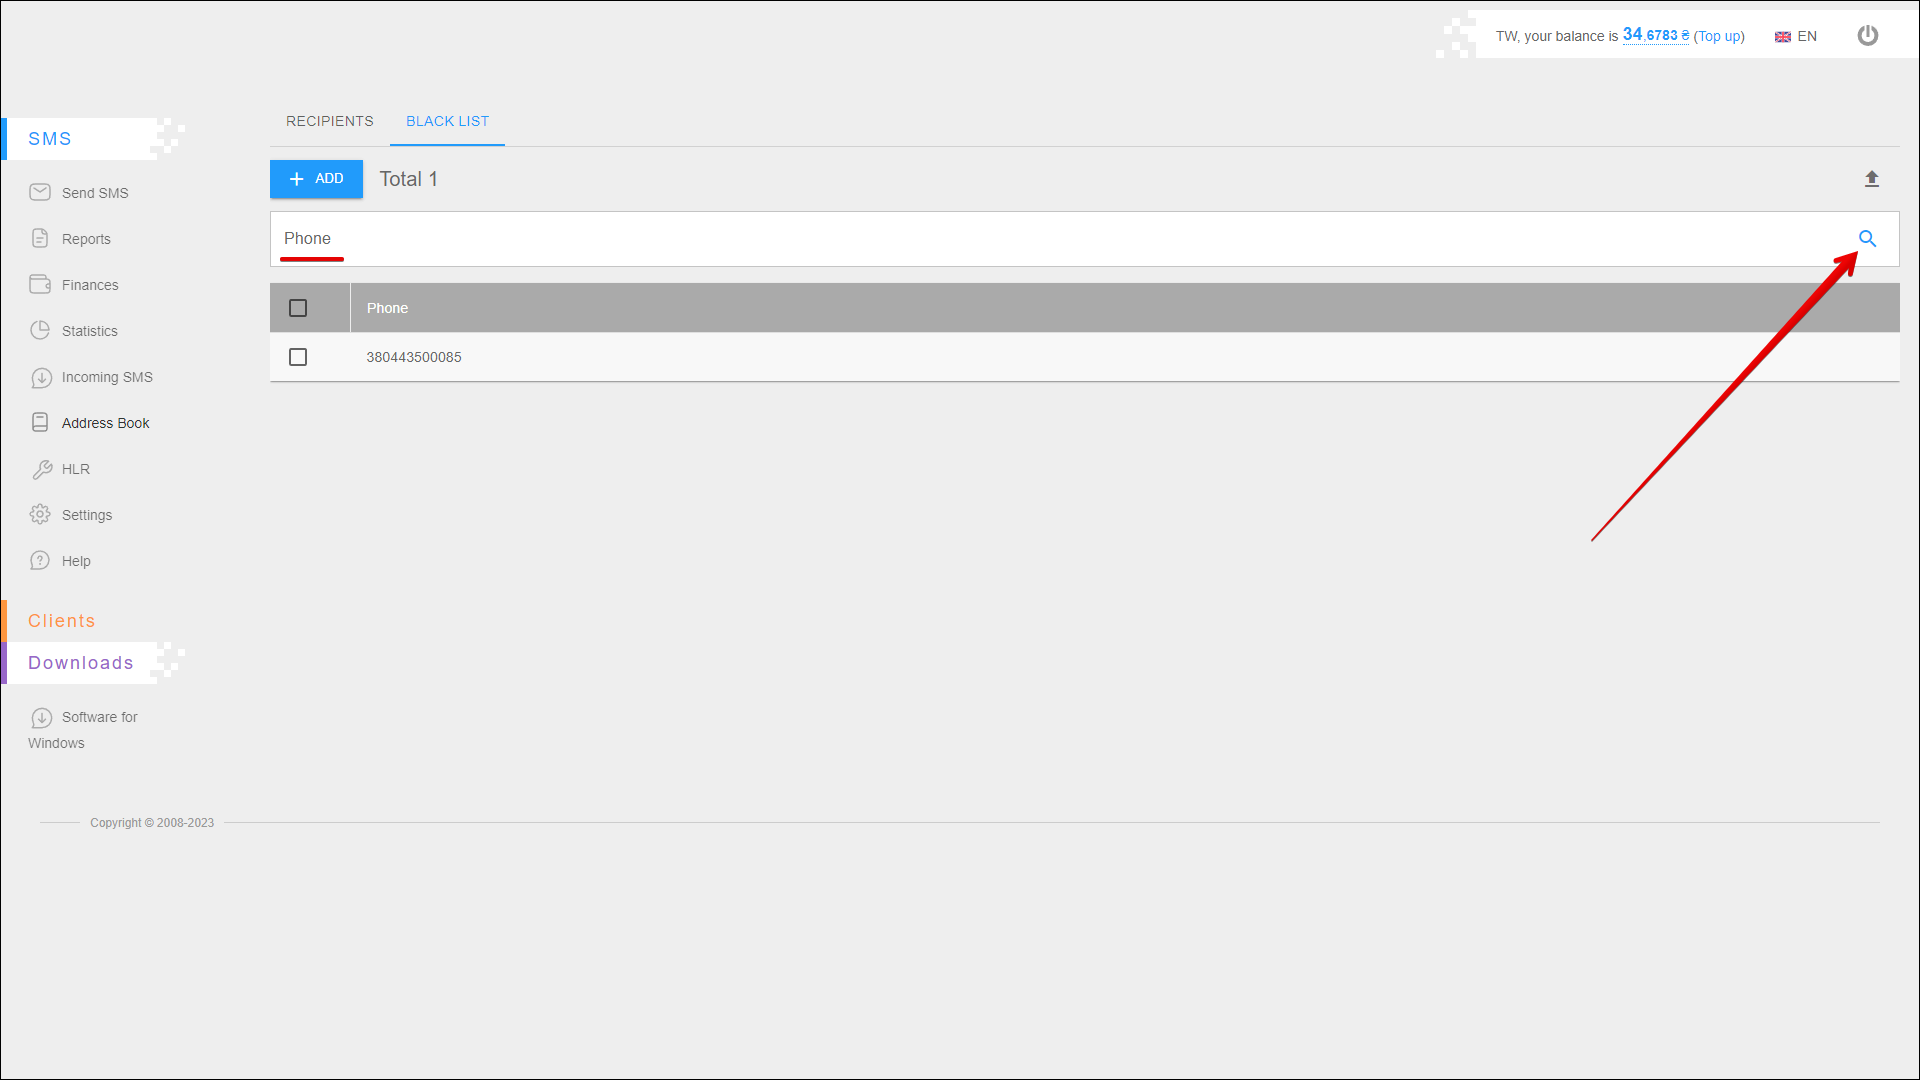 TW, your balance is 34,6783 ₴ (Top up)
EN
SMS
Send SMS
Reports
Finances
Statistics
Incoming SMS
Address Book
HLR
Settings
Help
Clients
Downloads
Software for
Windows
RECIPIENTS
BLACK LIST
ADD
Total 1
Phone
Phone
380443500085
Copyright © 2008-2023